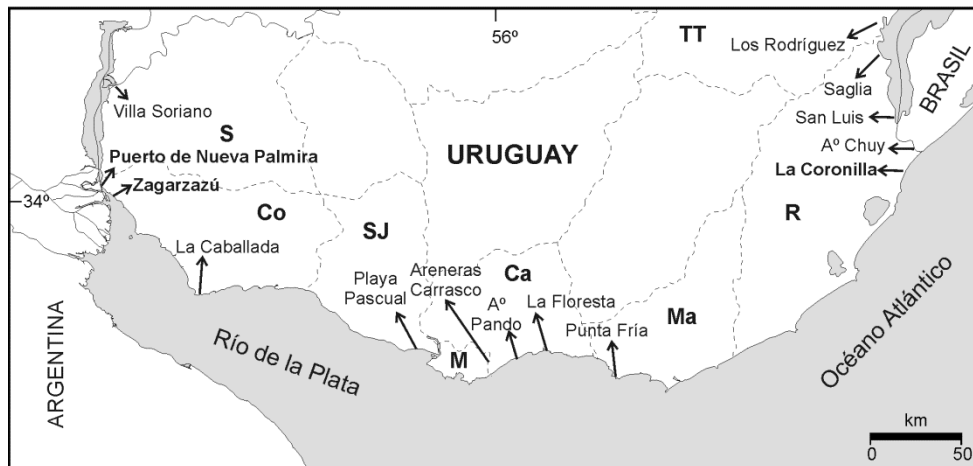 56º
TT
Los Rodríguez
Saglia
BRASIL
Villa Soriano
San Luis
S
URUGUAY
Aº Chuy
Puerto de Nueva Palmira
La Coronilla
Zagarzazú
34º
Co
SJ
R
La Caballada
Playa
Pascual
Areneras
Carrasco
Ca
Aº
Pando
La Floresta
Punta Fría
Ma
M
ARGENTINA
Río de la Plata
Océano Atlántico
km
0
50